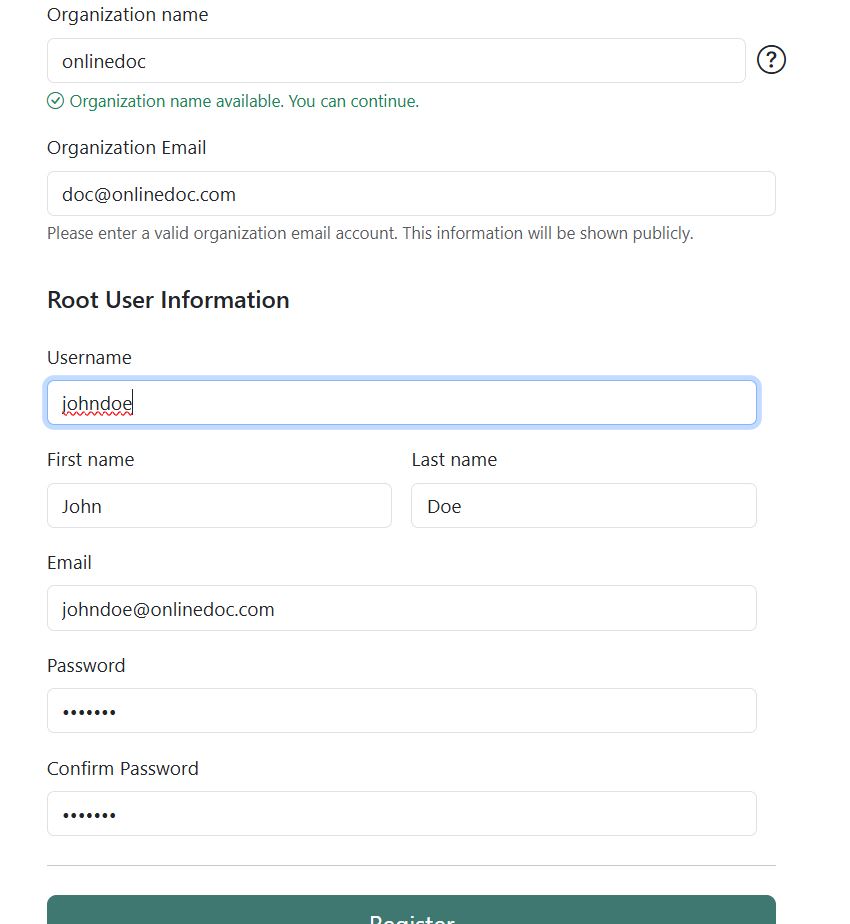 Organization name
onlinedoc
?
Organization name available. You can continue.
Organization Email
doc@onlinedoc.com
Please enter a valid organization email account. This information will be shown publicly.
Root User Information
Username
johndoe
First name Last name
John Doe
Email
johndoe@onlinedoc.com
Password
•••••••
Confirm Password
•••••••
Register